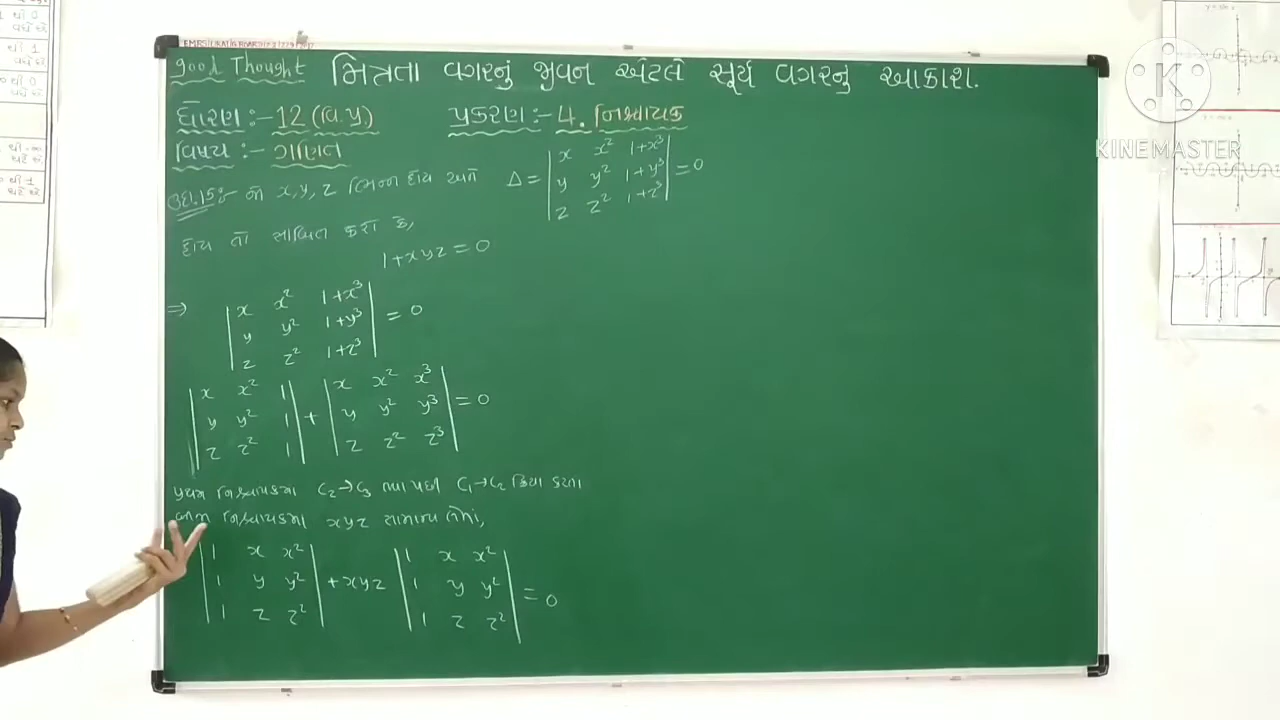 good Thought મિત્રતા વગરનું જીવન એટલે સૂર્ય વગરનું આકાશ.
ધોરણ :- 12 (વિ.પ્ર) પ્રકરણ :- 4. નિશ્ચાયક
વિષય :- ગણિત
ઉદા.15 :- જો x, y, z ભિન્ન હોય અને Δ = | x x² 1+x³ |
| y y² 1+y³ | = 0
| z z² 1+z³ |
હોય તો સાબિત કરો કે,
1+xyz = 0
⇒ | x x² 1+x³ |
| y y² 1+y³ | = 0
| z z² 1+z³ |
| x x² 1 | | x x² x³ |
| y y² 1 | + | y y² y³ | = 0
| z z² 1 | | z z² z³ |
પ્રથમ નિશ્ચાયકમાં C₂→C₃ ત્યા પછી C₁→C₂ ક્રિયા કરતા
નિશ્ચાયકમાં xyz સામાન્ય લેતાં,
| 1 x x² | | 1 x x² |
| 1 y y² | + xyz | 1 y y² | = 0
| 1 z z² | | 1 z z² |
K
KINEMASTER